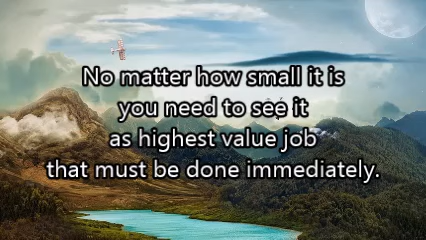 No matter how small it is
you need to see it
as highest value job
that must be done immediately.